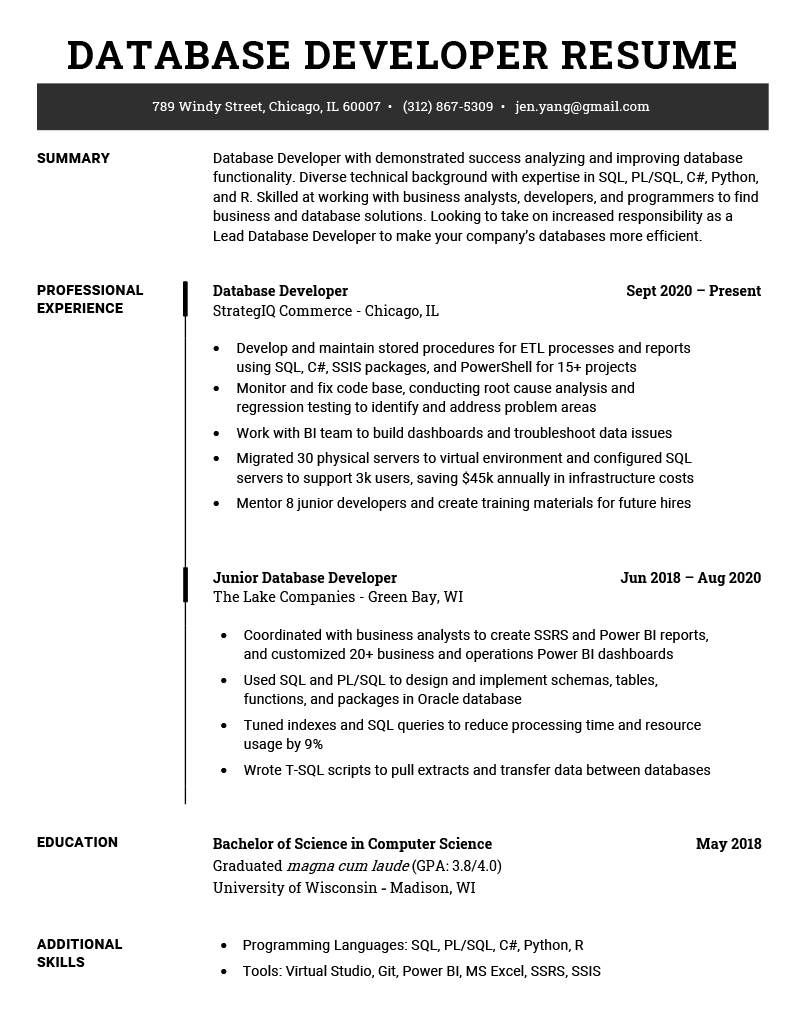 DATABASE DEVELOPER RESUME
789 Windy Street, Chicago, IL 60007 • (312) 867-5309 • jen.yang@gmail.com
SUMMARY
Database Developer with demonstrated success analyzing and improving database
functionality. Diverse technical background with expertise in SQL, PL/SQL, C#, Python,
and R. Skilled at working with business analysts, developers, and programmers to find
business and database solutions. Looking to take on increased responsibility as a
Lead Database Developer to make your company’s databases more efficient.
PROFESSIONAL
EXPERIENCE
Database Developer Sept 2020 – Present
StrategIQ Commerce - Chicago, IL
• Develop and maintain stored procedures for ETL processes and reports
using SQL, C#, SSIS packages, and PowerShell for 15+ projects
• Monitor and fix code base, conducting root cause analysis and
regression testing to identify and address problem areas
• Work with BI team to build dashboards and troubleshoot data issues
• Migrated 30 physical servers to virtual environment and configured SQL
servers to support 3k users, saving $45k annually in infrastructure costs
• Mentor 8 junior developers and create training materials for future hires
Junior Database Developer Jun 2018 – Aug 2020
The Lake Companies - Green Bay, WI
• Coordinated with business analysts to create SSRS and Power BI reports,
and customized 20+ business and operations Power BI dashboards
• Used SQL and PL/SQL to design and implement schemas, tables,
functions, and packages in Oracle database
• Tuned indexes and SQL queries to reduce processing time and resource
usage by 9%
• Wrote T-SQL scripts to pull extracts and transfer data between databases
EDUCATION
Bachelor of Science in Computer Science May 2018
Graduated magna cum laude (GPA: 3.8/4.0)
University of Wisconsin - Madison, WI
ADDITIONAL
SKILLS
• Programming Languages: SQL, PL/SQL, C#, Python, R
• Tools: Virtual Studio, Git, Power BI, MS Excel, SSRS, SSIS